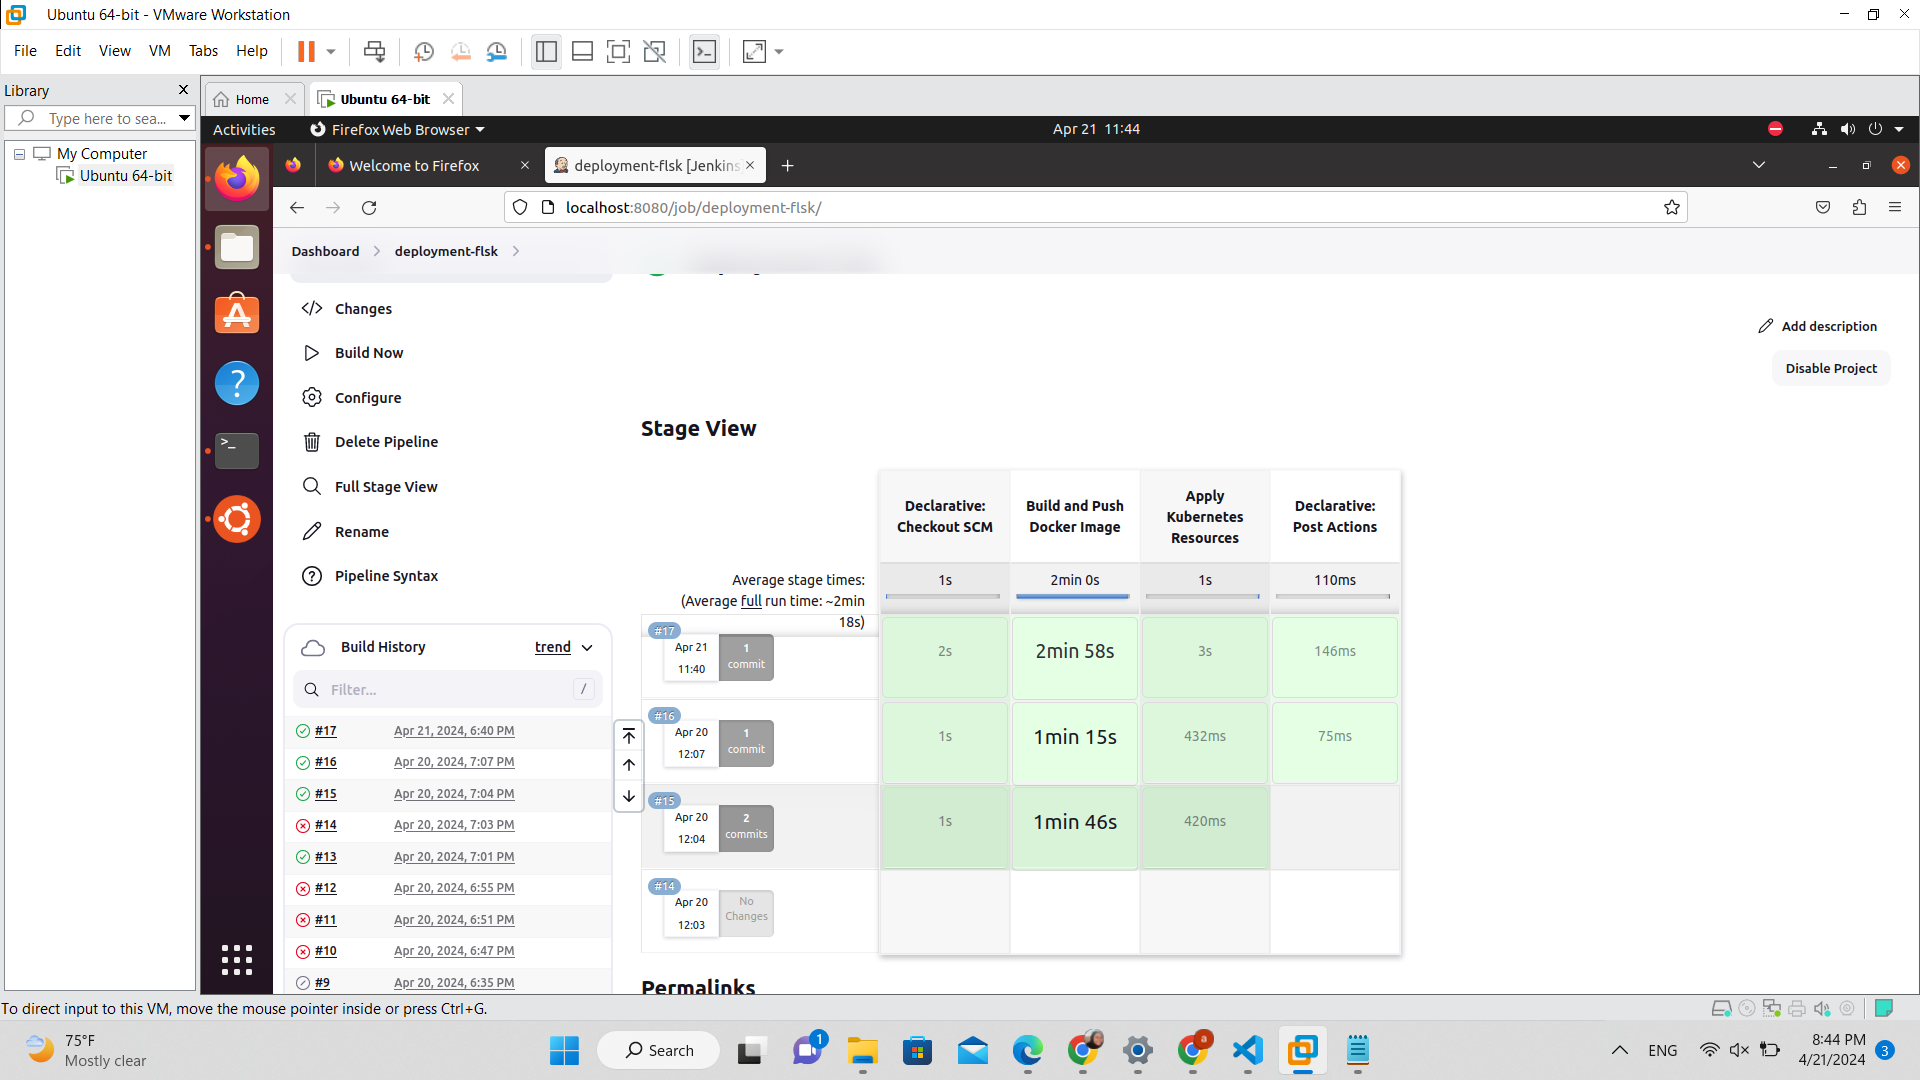 Ubuntu 64-bit - VMware Workstation
File Edit View VM Tabs Help
Library
Type here to sea...
My Computer
Ubuntu 64-bit
Home
Ubuntu 64-bit
Activities
Firefox Web Browser
Apr 21 11:44
Welcome to Firefox
deployment-flsk [Jenkins
localhost:8080/job/deployment-flsk/
Dashboard
deployment-flsk
Changes
Build Now
Configure
Delete Pipeline
Full Stage View
Rename
Pipeline Syntax
Add description
Disable Project
Stage View
Declarative: Checkout SCM
Build and Push Docker Image
Apply Kubernetes Resources
Declarative: Post Actions
Average stage times:
(Average full run time: ~2min
18s)
1s 2min 0s 1s 110ms
#17
Apr 21
11:40
1
commit
2s 2min 58s 3s 146ms
#16
Apr 20
12:07
1
commit
1s 1min 15s 432ms 75ms
#15
Apr 20
12:04
2
commits
1s 1min 46s 420ms
#14
Apr 20
12:03
No
Changes
Build History
trend
Filter...
/
#17 Apr 21, 2024, 6:40 PM
#16 Apr 20, 2024, 7:07 PM
#15 Apr 20, 2024, 7:04 PM
#14 Apr 20, 2024, 7:03 PM
#13 Apr 20, 2024, 7:01 PM
#12 Apr 20, 2024, 6:55 PM
#11 Apr 20, 2024, 6:51 PM
#10 Apr 20, 2024, 6:47 PM
#9 Apr 20, 2024, 6:35 PM
Permalinks
To direct input to this VM, move the mouse pointer inside or press Ctrl+G.
75°F
Mostly clear
Search
1
a
ENG
8:44 PM
4/21/2024
3